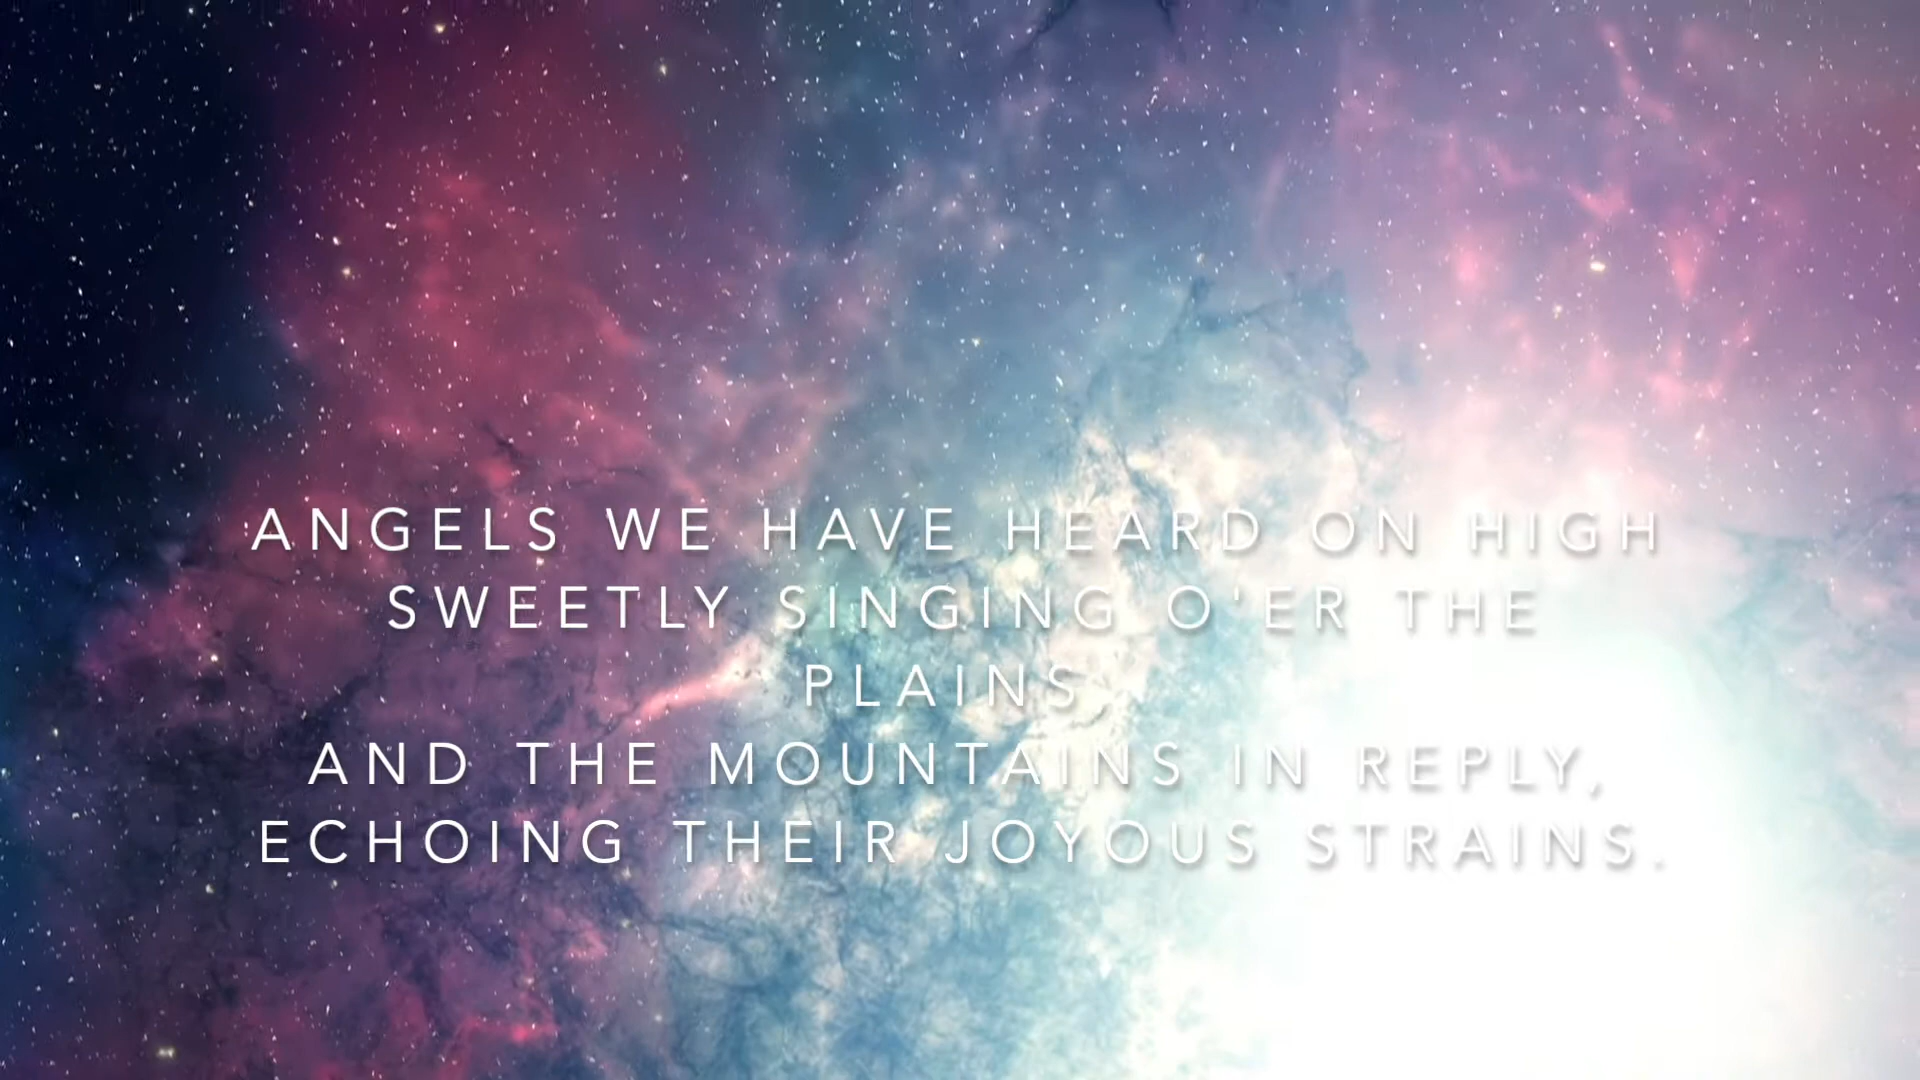 ANGELS WE HAVE HEARD ON HIGH
SWEETLY SINGING O'ER THE
PLAINS
AND THE MOUNTAINS IN REPLY,
ECHOING THEIR JOYOUS STRAINS.